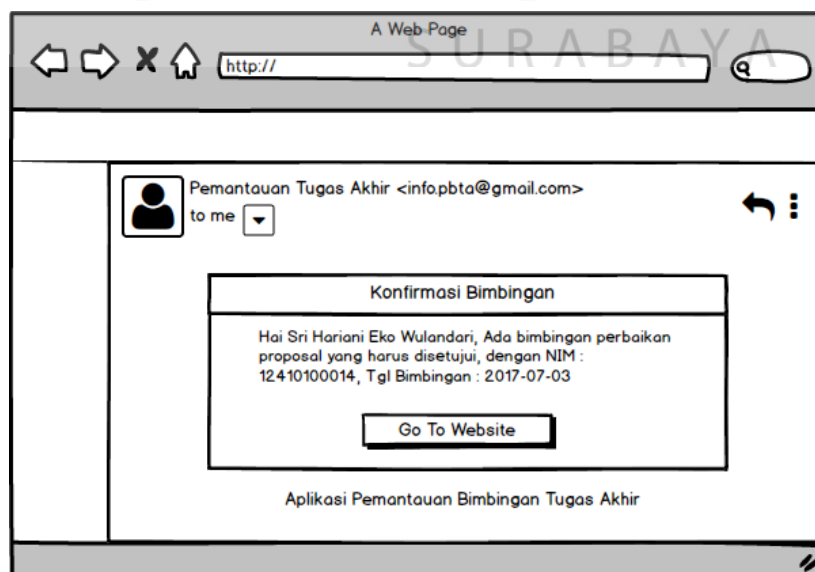 A Web Page
SURABAYA
http://
Pemantauan Tugas Akhir <info.pbta@gmail.com>
to me
Konfirmasi Bimbingan
Hai Sri Hariani Eko Wulandari, Ada bimbingan perbaikan
proposal yang harus disetujui, dengan NIM :
12410100014, Tgl Bimbingan : 2017-07-03
Go To Website
Aplikasi Pemantauan Bimbingan Tugas Akhir